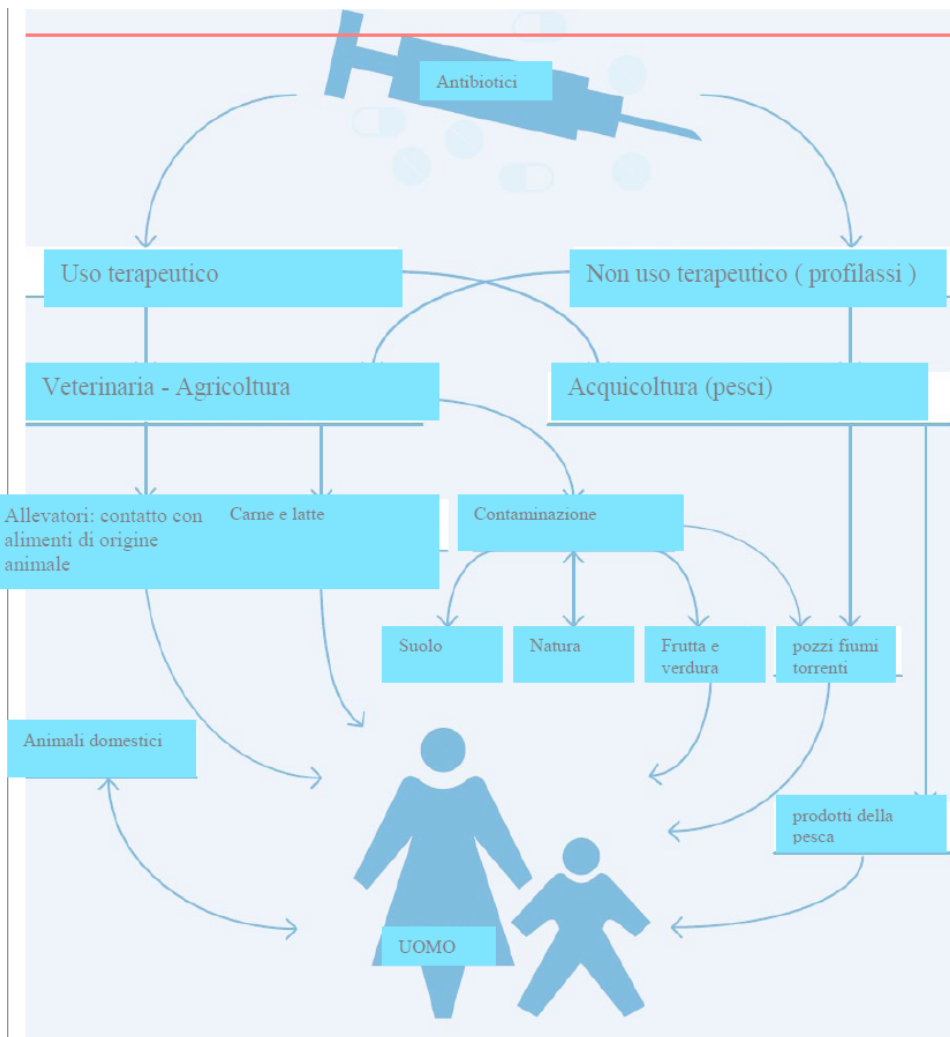 Antibiotici
Uso terapeutico
Non uso terapeutico ( profilassi )
Veterinaria - Agricoltura
Acquicoltura (pesci)
Allevatori: contatto con
alimenti di origine
animale
Carne e latte
Contaminazione
Suolo
Natura
Frutta e
verdura
pozzi fiumi
torrenti
Animali domestici
prodotti della
pesca
UOMO